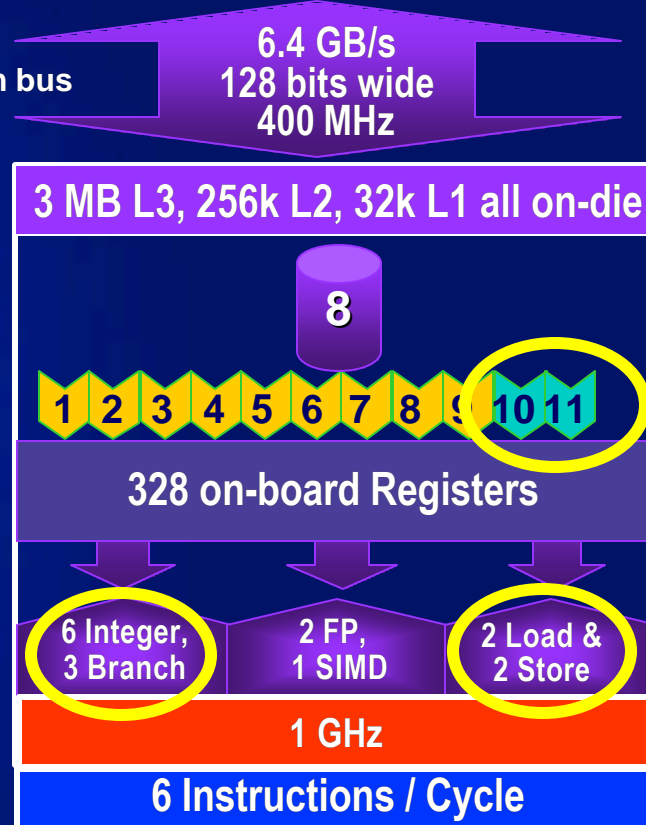 6.4 GB/s
128 bits wide
bus
400 MHz
3 MB L3, 256k L2, 32k L1 all on-die
8
1 2 3 4 5 6 7 8 9 10 11
328 on-board Registers
6 Integer,
3 Branch
2 FP,
1 SIMD
2 Load &
2 Store
1 GHz
6 Instructions / Cycle